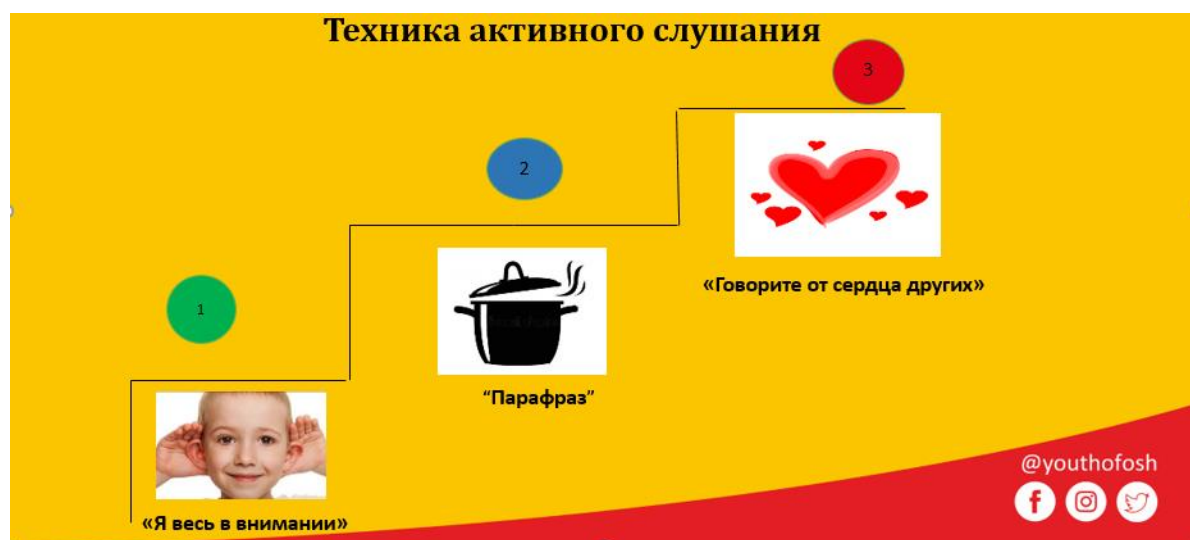 Техника активного слушания
3
2
«Говорите от сердца других»
1
“Парафраз”
@youthofosh
«Я весь в внимании»